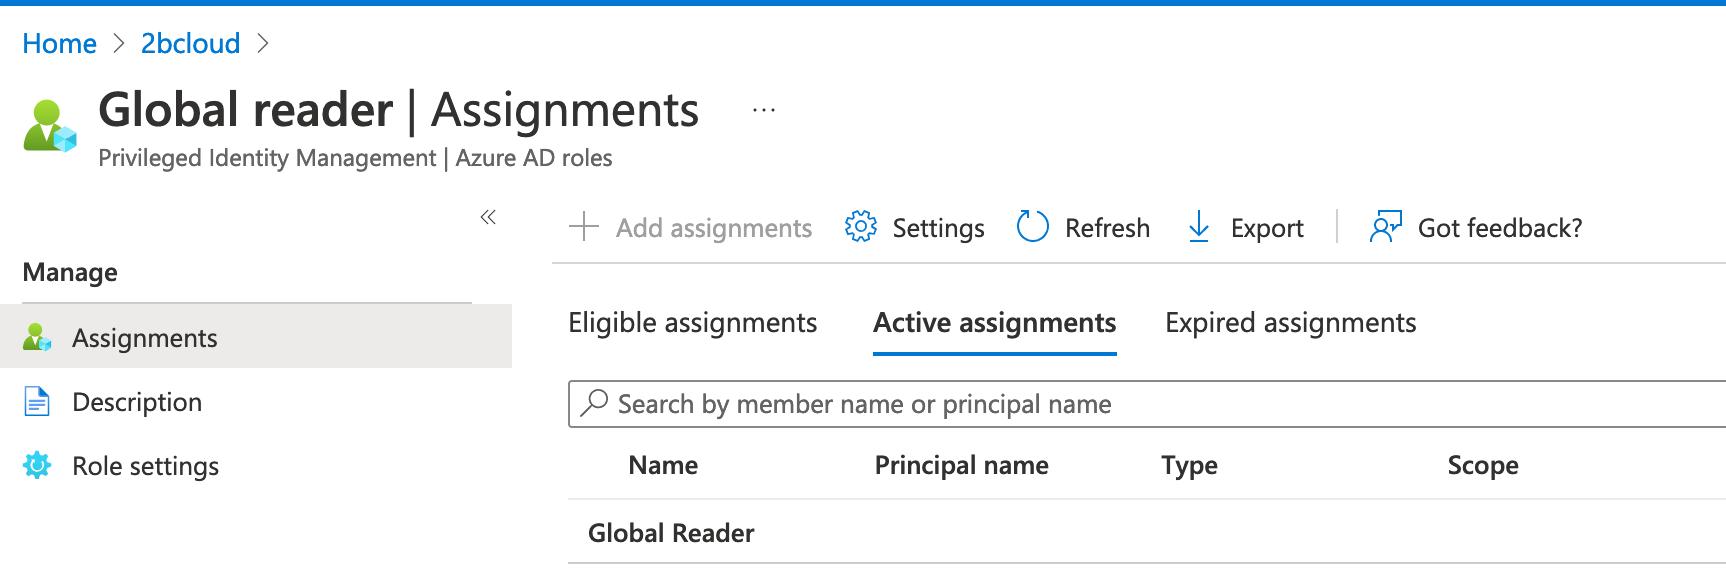 Home > 2bcloud >
Global reader | Assignments ...
Privileged Identity Management | Azure AD roles
«
Manage
Assignments
Description
Role settings
+ Add assignments Settings Refresh Export Got feedback?
Eligible assignments Active assignments Expired assignments
Search by member name or principal name
Name Principal name Type Scope
Global Reader